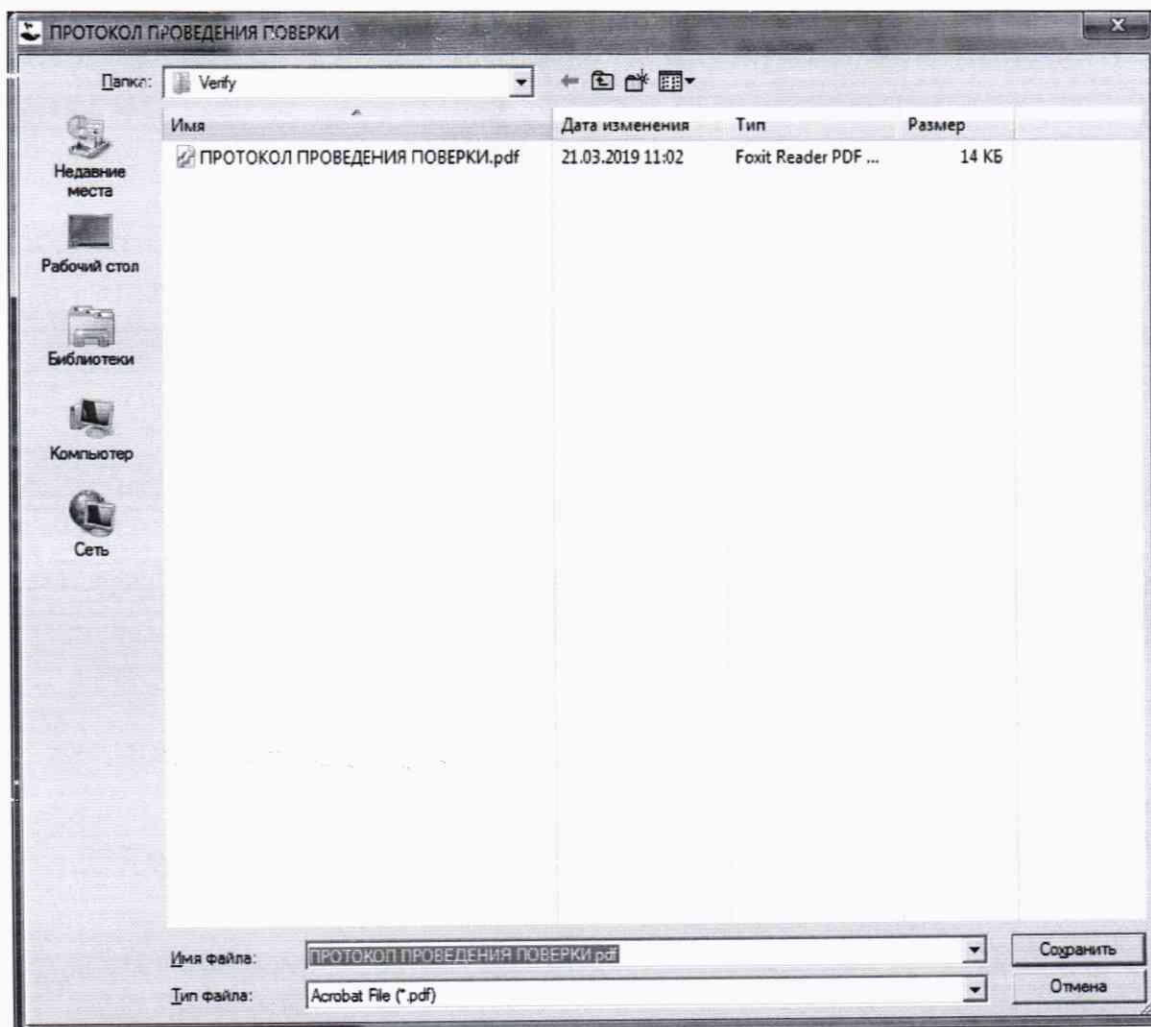 ПРОТОКОЛ ПРОВЕДЕНИЯ ПОВЕРКИ
Папка: Verify
Имя Дата изменения Тип Размер
ПРОТОКОЛ ПРОВЕДЕНИЯ ПОВЕРКИ.pdf 21.03.2019 11:02 Foxit Reader PDF ... 14 КБ
Недавние
места
Рабочий стол
Библиотеки
Компьютер
Сеть
Имя файла: ПРОТОКОЛ ПРОВЕДЕНИЯ ПОВЕРКИ.pdf Сохранить
Тип файла: Acrobat File (*.pdf) Отмена